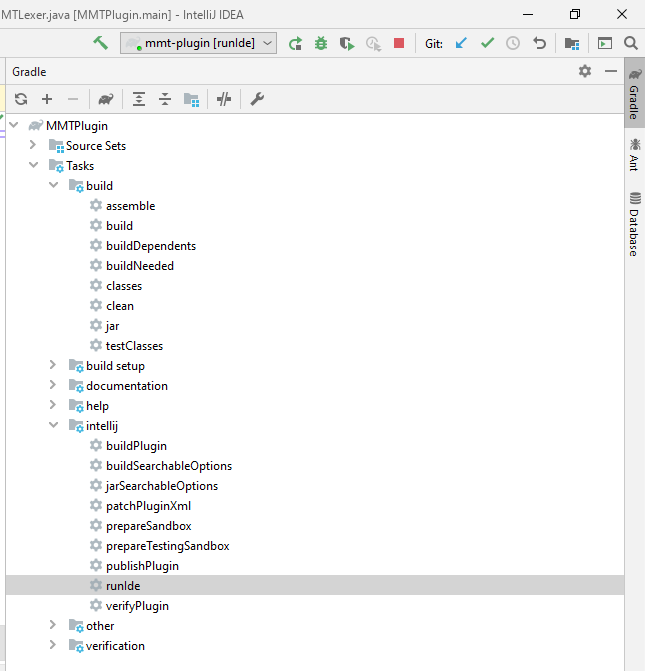 MTLexer.java [MMTPlugin.main] - IntelliJ IDEA
mmt-plugin [runIde]
Git:
Gradle
MMTPlugin
Source Sets
Tasks
build
assemble
build
buildDependents
buildNeeded
classes
clean
jar
testClasses
build setup
documentation
help
intellij
buildPlugin
buildSearchableOptions
jarSearchableOptions
patchPluginXml
prepareSandbox
prepareTestingSandbox
publishPlugin
runIde
verifyPlugin
other
verification
Gradle
Ant
Database